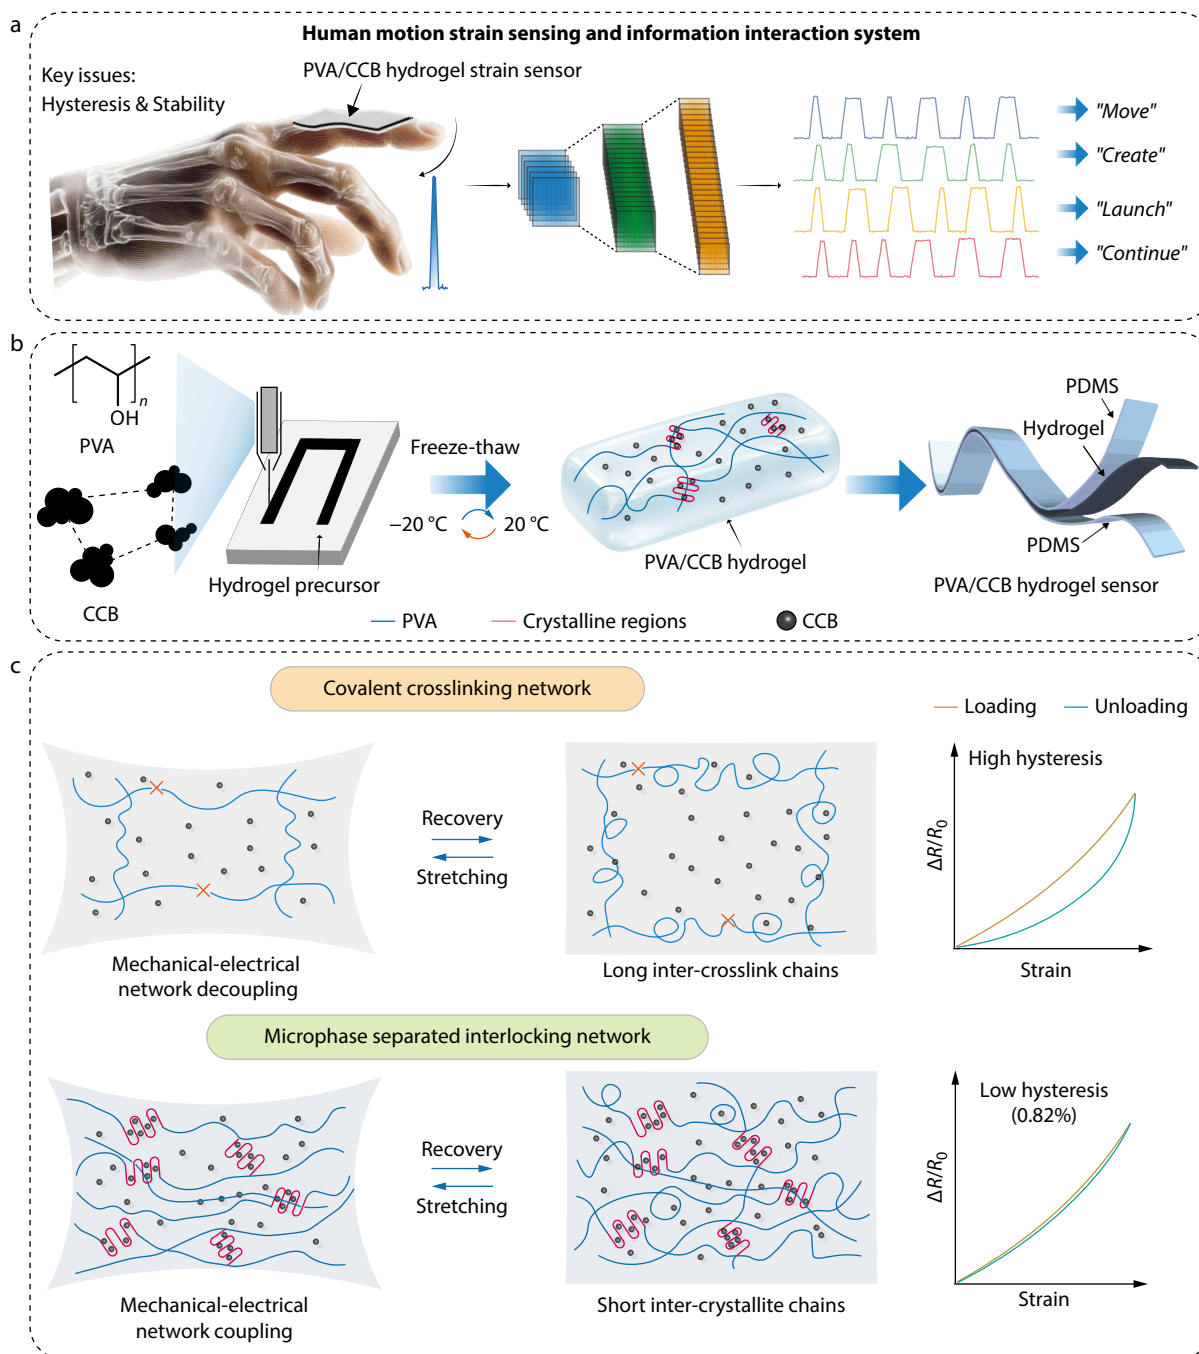 a
Human motion strain sensing and information interaction system
Key issues:
Hysteresis & Stability
PVA/CCB hydrogel strain sensor
"Move"
"Create"
"Launch"
"Continue"
b
OH
n
PVA
CCB
Hydrogel precursor
Freeze-thaw
−20 °C
20 °C
PVA/CCB hydrogel
PDMS
Hydrogel
PDMS
PVA/CCB hydrogel sensor
PVA
Crystalline regions
CCB
c
Covalent crosslinking network
Loading
Unloading
Recovery
Stretching
Mechanical-electrical
network decoupling
Long inter-crosslink chains
High hysteresis
ΔR/R0
Strain
Microphase separated interlocking network
Recovery
Stretching
Mechanical-electrical
network coupling
Short inter-crystallite chains
Low hysteresis
(0.82%)
ΔR/R0
Strain